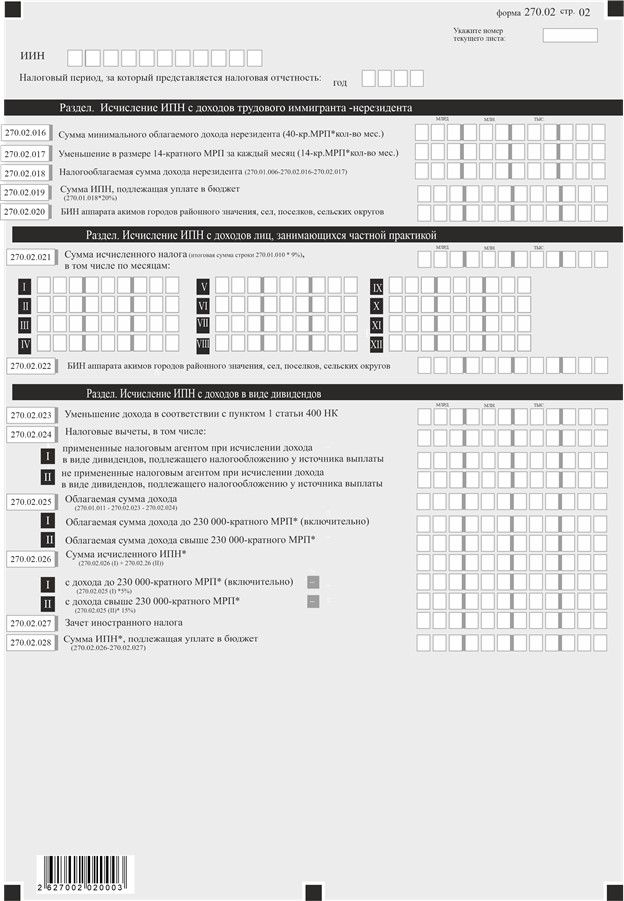 форма 270.02 стр. 02
Укажите номер
текущего листа:
ИИН
Налоговый период, за который представляется налоговая отчетность:
год
Раздел. Исчисление ИПН с доходов трудового иммигранта -нерезидента
МЛРД МЛН ТЫС
270.02.016 Сумма минимального облагаемого дохода нерезидента (40-кр.МРП*кол-во мес.)
270.02.017 Уменьшение в размере 14-кратного МРП за каждый месяц (14-кр.МРП*кол-во мес.)
270.02.018 Налогооблагаемая сумма дохода нерезидента (270.01.006-270.02.016-270.02.017)
270.02.019 Сумма ИПН, подлежащая уплате в бюджет
(270.01.018*20%)
270.02.020 БИН аппарата акимов городов районного значения, сел, поселков, сельских округов
Раздел. Исчисление ИПН с доходов лиц, занимающихся частной практикой
МЛРД МЛН ТЫС
270.02.021 Сумма исчисленного налога (итоговая сумма строки 270.01.010 * 9%),
в том числе по месяцам:
I V IX
II VI X
III VII XI
IV VIII XII
270.02.022 БИН аппарата акимов городов районного значения, сел, поселков, сельских округов
Раздел. Исчисление ИПН с доходов в виде дивидендов
МЛРД МЛН ТЫС
270.02.023 Уменьшение дохода в соответствии с пунктом 1 статьи 400 НК
270.02.024 Налоговые вычеты, в том числе:
I примененные налоговым агентом при исчислении дохода
в виде дивидендов, подлежащего налогообложению у источника выплаты
II не примененные налоговым агентом при исчислении дохода
в виде дивидендов, подлежащего налогообложению у источника выплаты
270.02.025 Облагаемая сумма дохода
(270.01.011 - 270.02.023 - 270.02.024)
I Облагаемая сумма дохода до 230 000-кратного МРП* (включительно)
II Облагаемая сумма дохода свыше 230 000-кратного МРП*
270.02.026 Сумма исчисленного ИПН*
(270.02.026 (I) + 270.02.26 (II))
I с дохода до 230 000-кратного МРП* (включительно)
(270.02.025 (I) *5%)
II с дохода свыше 230 000-кратного МРП*
(270.02.025 (II)* 15%)
270.02.027 Зачет иностранного налога
270.02.028 Сумма ИПН*, подлежащая уплате в бюджет
(270.02.026-270.02.027)
2 627002 020003